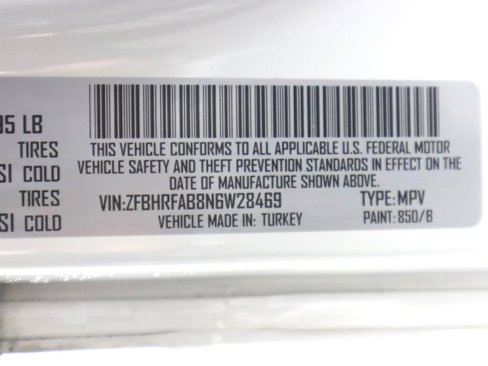 95 LB
THIS VEHICLE CONFORMS TO ALL APPLICABLE U.S. FEDERAL MOTOR
TIRES
VEHICLE SAFETY AND THEFT PREVENTION STANDARDS IN EFFECT ON THE
SI COLD
DATE OF MANUFACTURE SHOWN ABOVE.
TIRES
VIN:ZFBHRFAB8N6W28469 TYPE:MPV
SI COLD
VEHICLE MADE IN: TURKEY PAINT: 850/B